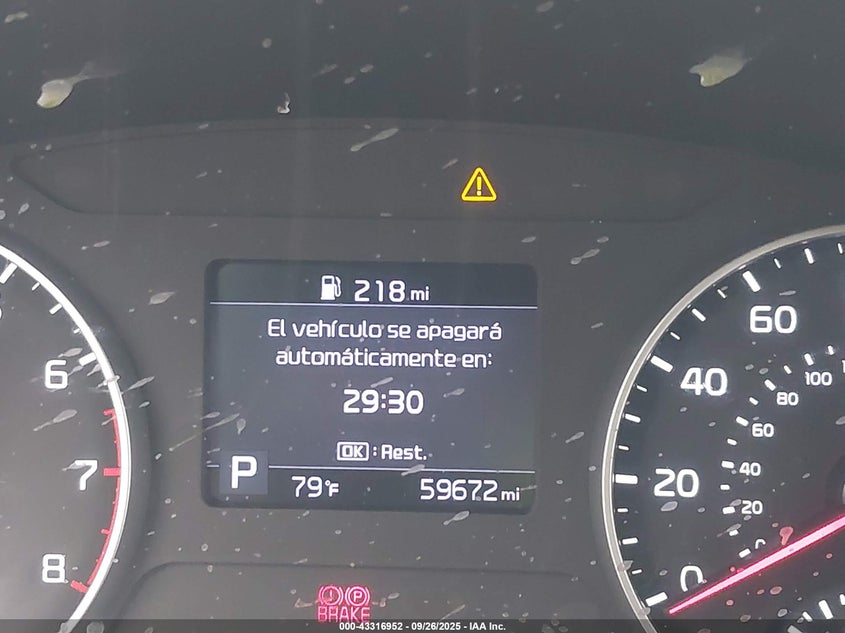 218 mi
El vehículo se apagará
automáticamente en:
29:30
OK : Rest.
P
79°F
59672 mi
6
7
8
60
40
20
0
100
80
60
40
20
0
BRAKE
000-43316952 - 09/26/2025 - IAA Inc.